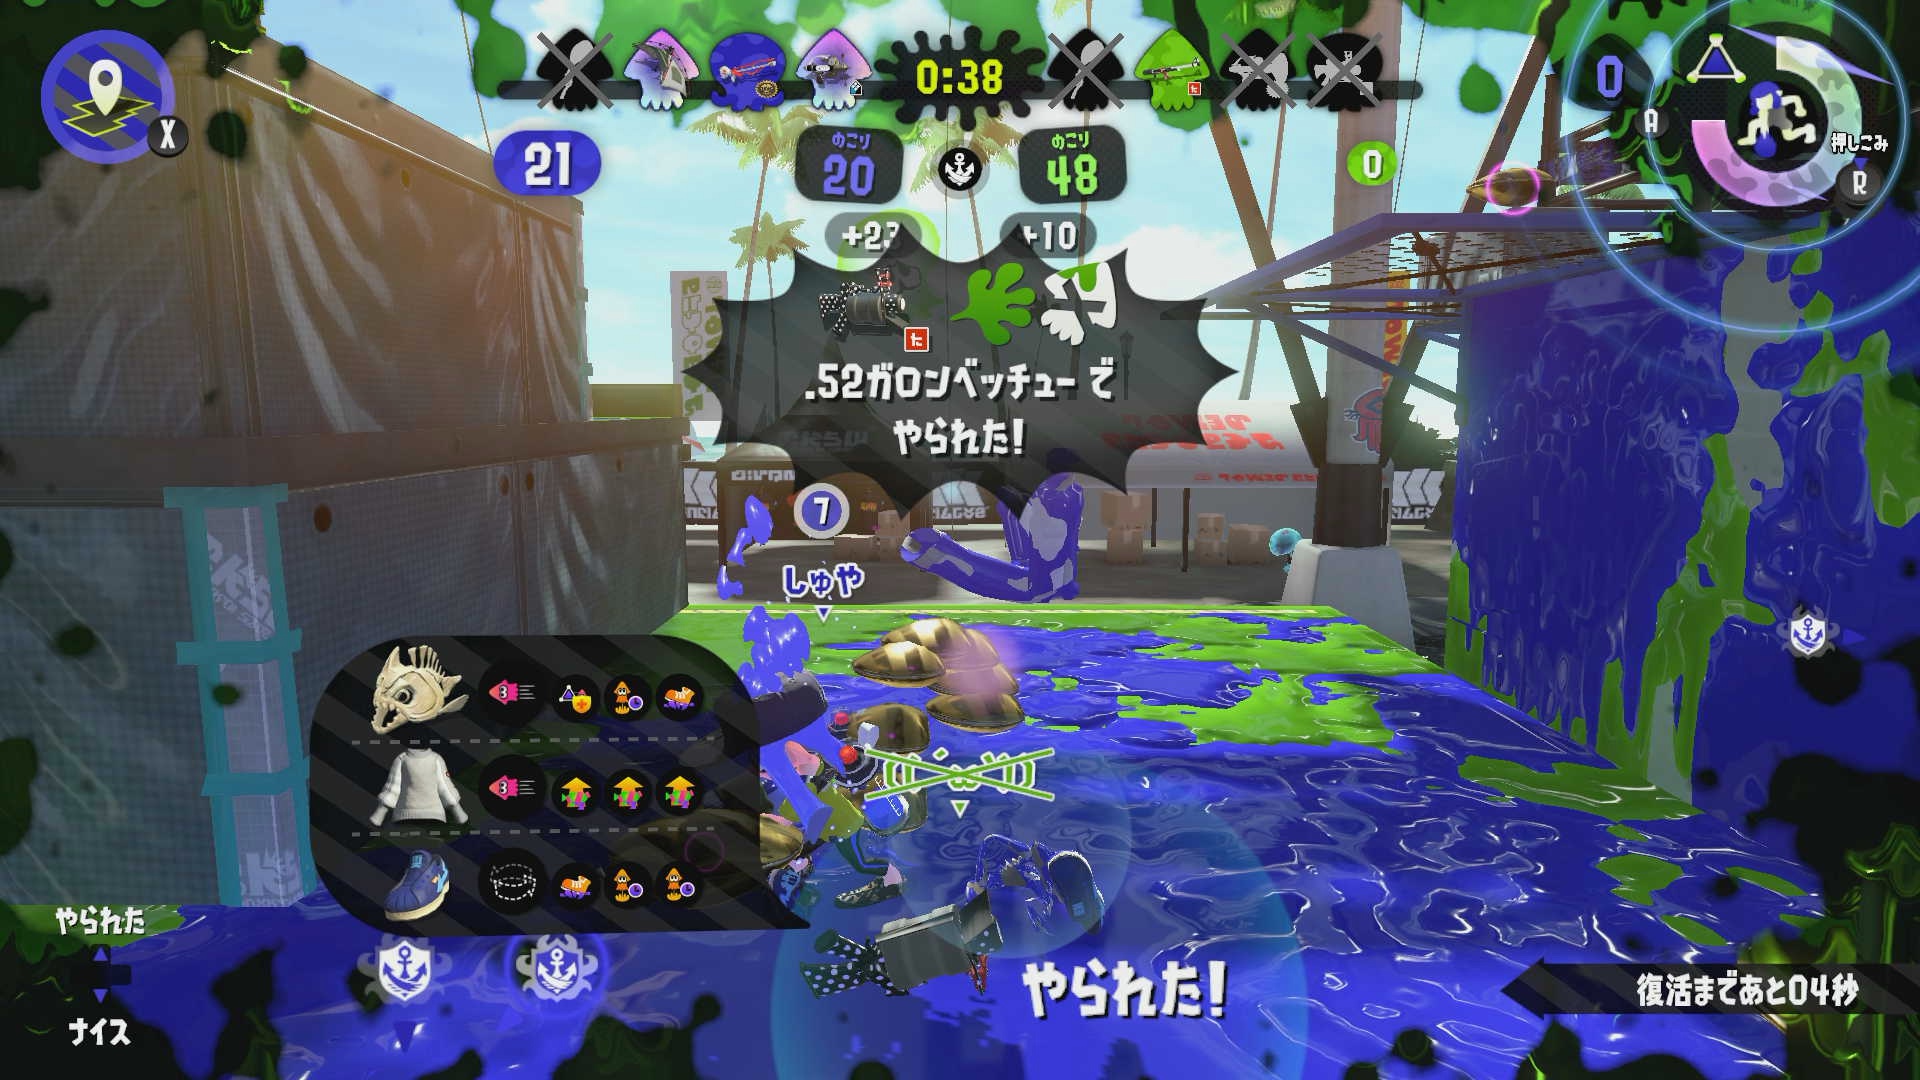 X
0:38
0
A
押しこみ
R
21
のこり
20
のこり
48
0
+23
+10
.52ガロンベッチュー で
やられた!
7
しゅや
やられた
ナイス
やられた!
復活まであと04秒